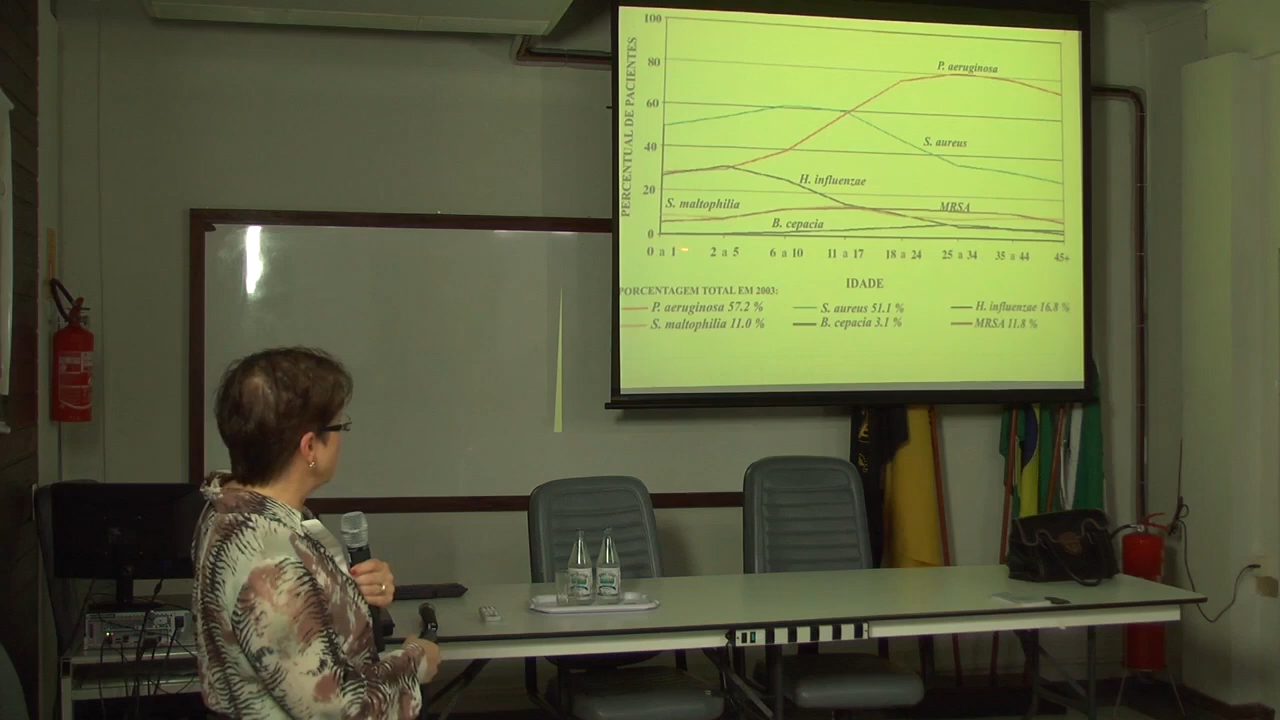 100
PERCENTUAL DE PACIENTES
80
60
40
20
0
P. aeruginosa
S. aureus
H. influenzae
S. maltophilia
MRSA
B. cepacia
0 a 1 2 a 5 6 a 10 11 a 17 18 a 24 25 a 34 35 a 44 45+
IDADE
PORCENTAGEM TOTAL EM 2003:
P. aeruginosa 57.2 % S. aureus 51.1 % H. influenzae 16.8 %
S. maltophilia 11.0 % B. cepacia 3.1 % MRSA 11.8 %